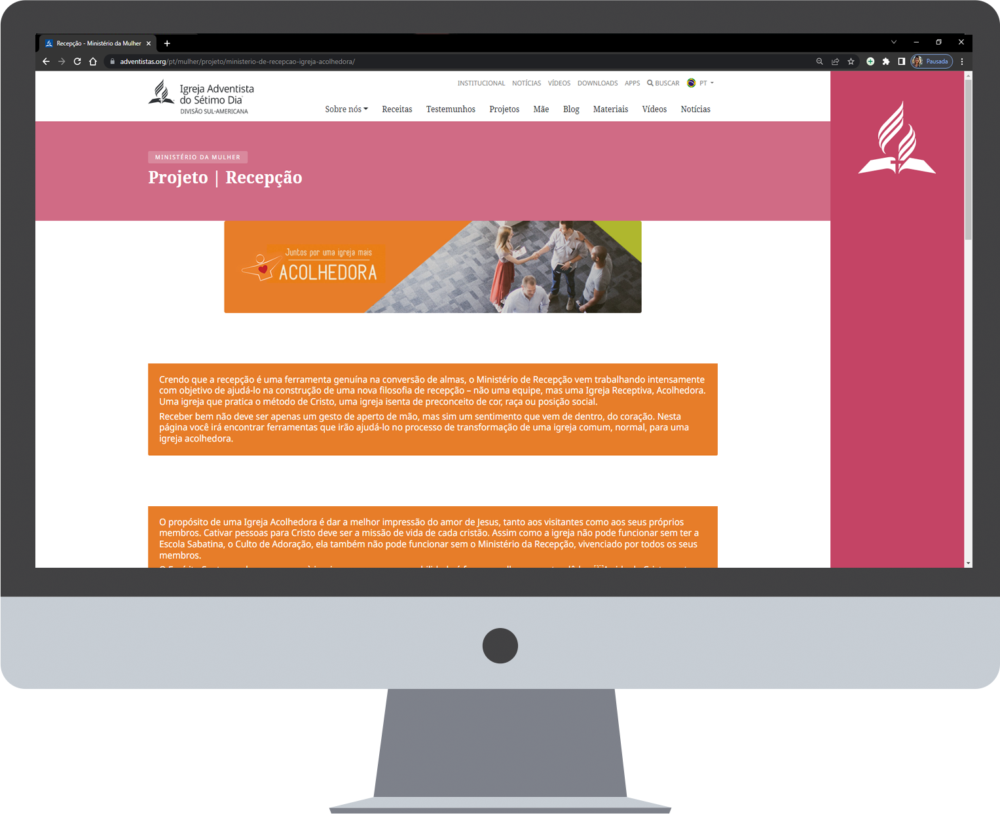 Recepção - Ministério da Mulher
adventistas.org/pt/mulher/projeto/ministerio-de-recepcao-igreja-acolhedora/
Pausada
Igreja Adventista
do Sétimo Dia
DIVISÃO SUL-AMERICANA
INSTITUCIONAL NOTÍCIAS VÍDEOS DOWNLOADS APPS BUSCAR PT
Sobre nós Receitas Testemunhos Projetos Mãe Blog Materiais Vídeos Notícias
MINISTÉRIO DA MULHER
Projeto | Recepção
Juntos por uma igreja mais
ACOLHEDORA
Crendo que a recepção é uma ferramenta genuína na conversão de almas, o Ministério de Recepção vem trabalhando intensamente
com objetivo de ajudá-lo na construção de uma nova filosofia de recepção – não uma equipe, mas uma Igreja Receptiva, Acolhedora.
Uma igreja que pratica o método de Cristo, uma igreja isenta de preconceito de cor, raça ou posição social.
Receber bem não deve ser apenas um gesto de aperto de mão, mas sim um sentimento que vem de dentro, do coração. Nesta
página você irá encontrar ferramentas que irão ajudá-lo no processo de transformação de uma igreja comum, normal, para uma
igreja acolhedora.
O propósito de uma Igreja Acolhedora é dar a melhor impressão do amor de Jesus, tanto aos visitantes como aos seus próprios
membros. Cativar pessoas para Cristo deve ser a missão de vida de cada cristão. Assim como a igreja não pode funcionar sem ter a
Escola Sabatina, o Culto de Adoração, ela também não pode funcionar sem o Ministério da Recepção, vivenciado por todos os seus
membros.